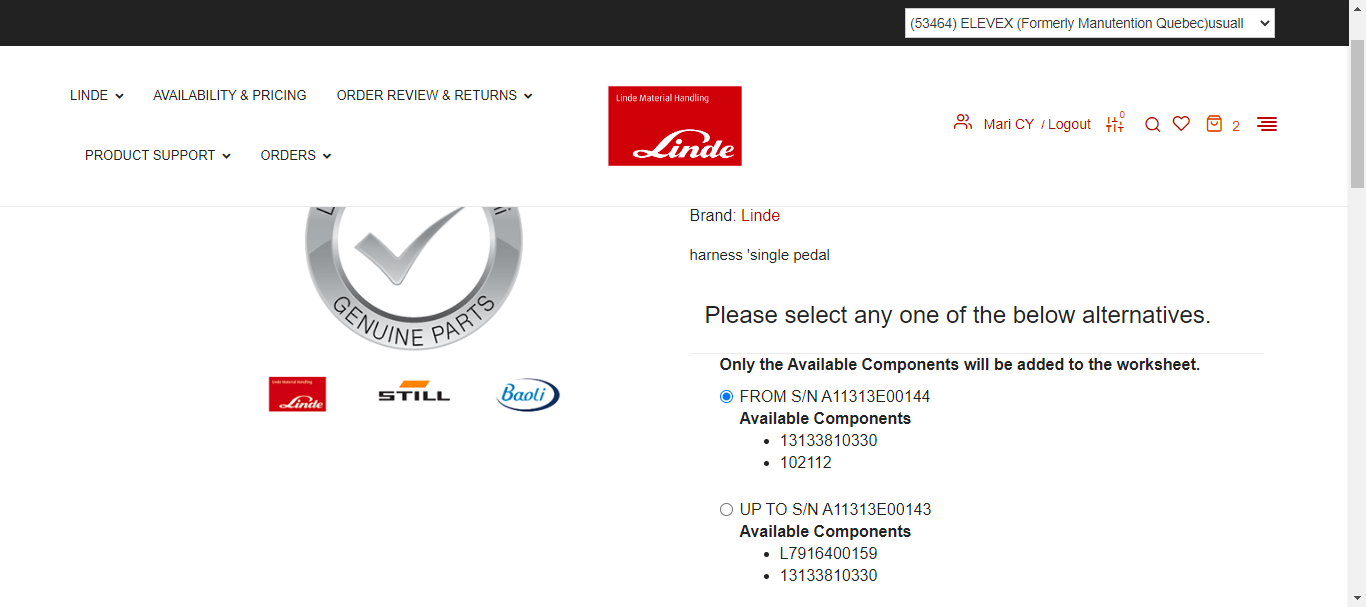 (53464) ELEVEX (Formerly Manutention Quebec)usuall
LINDE
AVAILABILITY & PRICING
ORDER REVIEW & RETURNS
PRODUCT SUPPORT
ORDERS
Linde Material Handling
Linde
Mari CY / Logout
0
2
GENUINE PARTS
Linde Material Handling
Linde
STILL
Baoli
Brand: Linde
harness 'single pedal
Please select any one of the below alternatives.
Only the Available Components will be added to the worksheet.
FROM S/N A11313E00144
Available Components
13133810330
102112
UP TO S/N A11313E00143
Available Components
L7916400159
13133810330